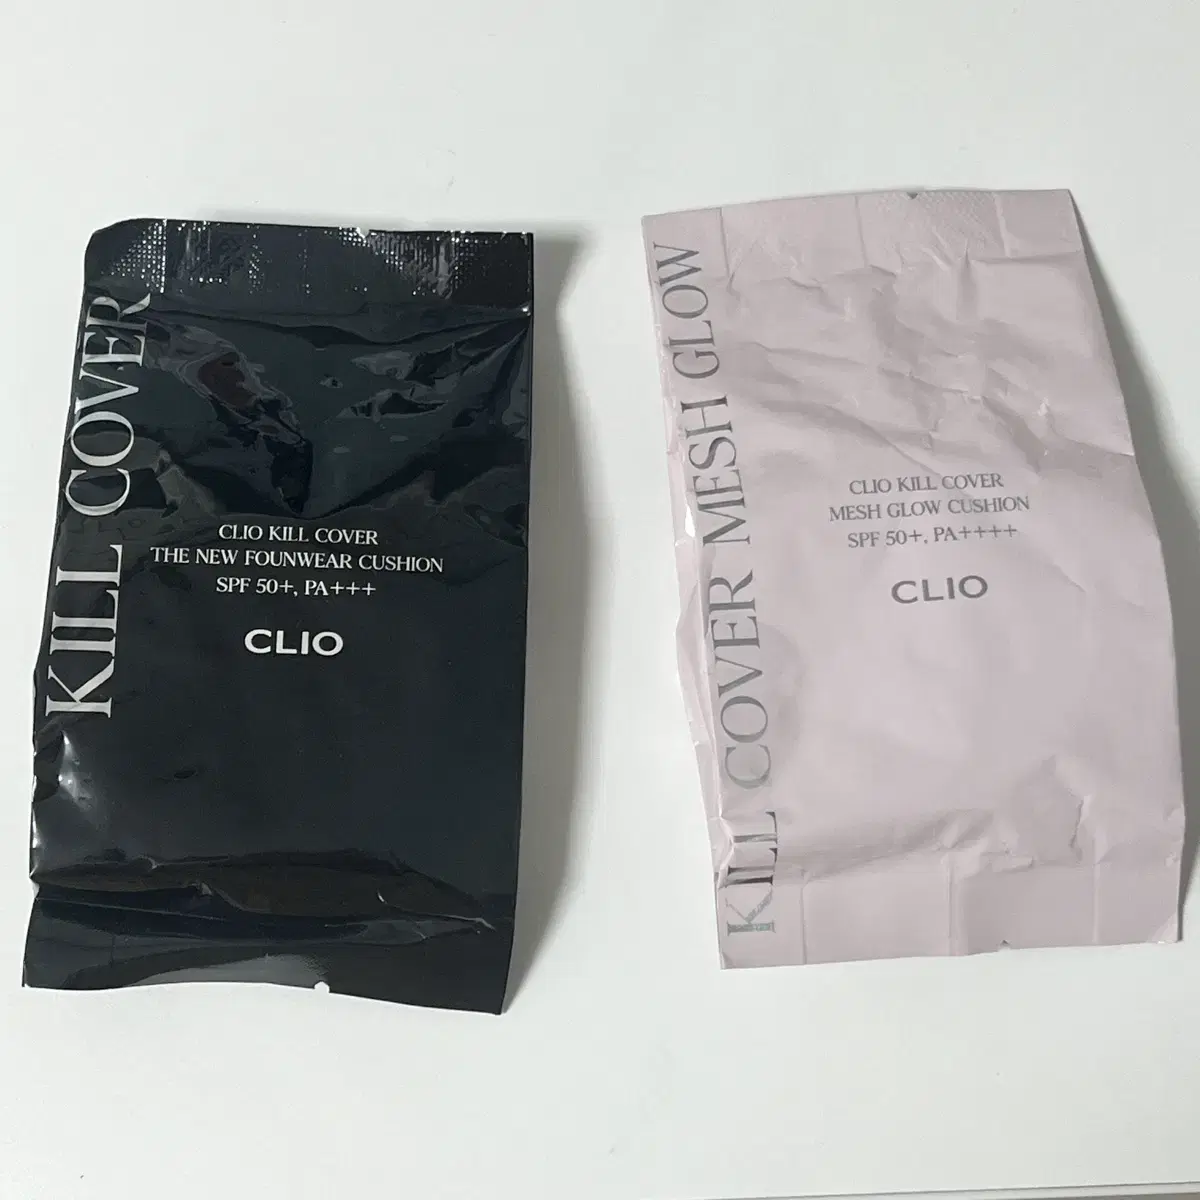 KILL COVER
CLIO KILL COVER
THE NEW FOUNWEAR CUSHION
SPF 50+, PA+++
CLIO
KILL COVER MESH GLOW
CLIO KILL COVER
MESH GLOW CUSHION
SPF 50+, PA++++
CLIO